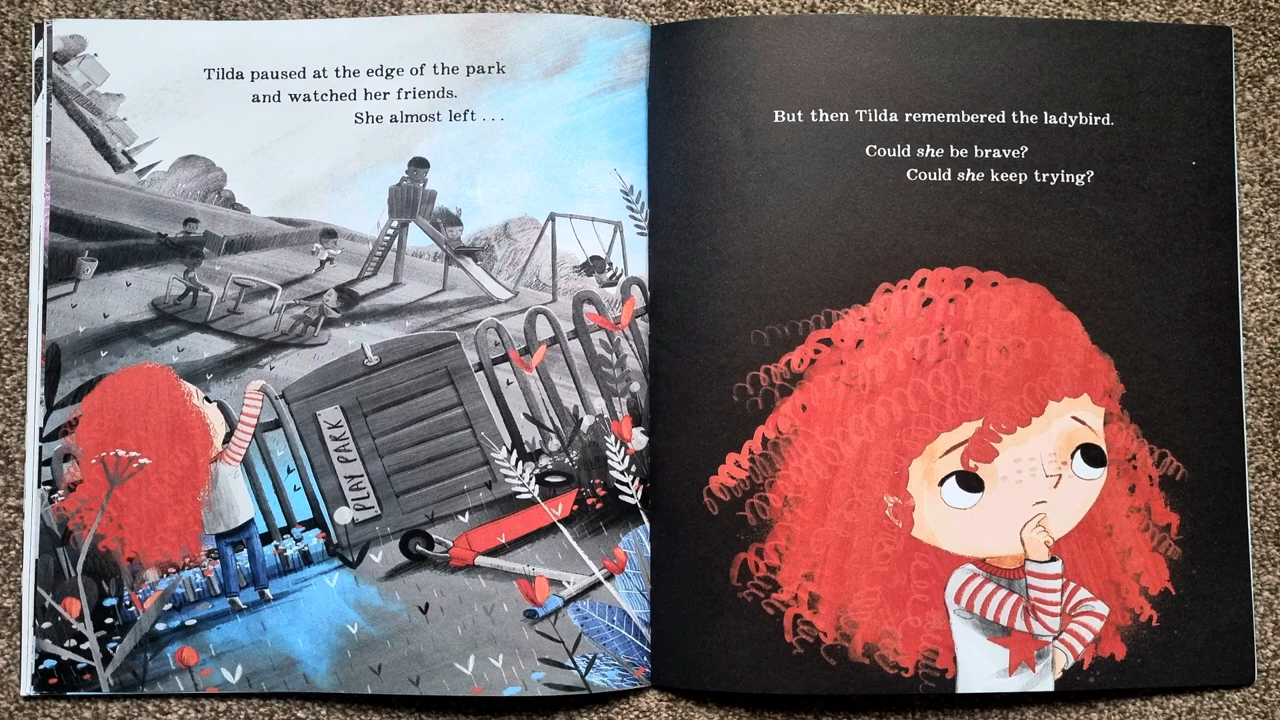 Tilda paused at the edge of the park
and watched her friends.
She almost left . . .
PLAY PARK
But then Tilda remembered the ladybird.
Could she be brave?
Could she keep trying?